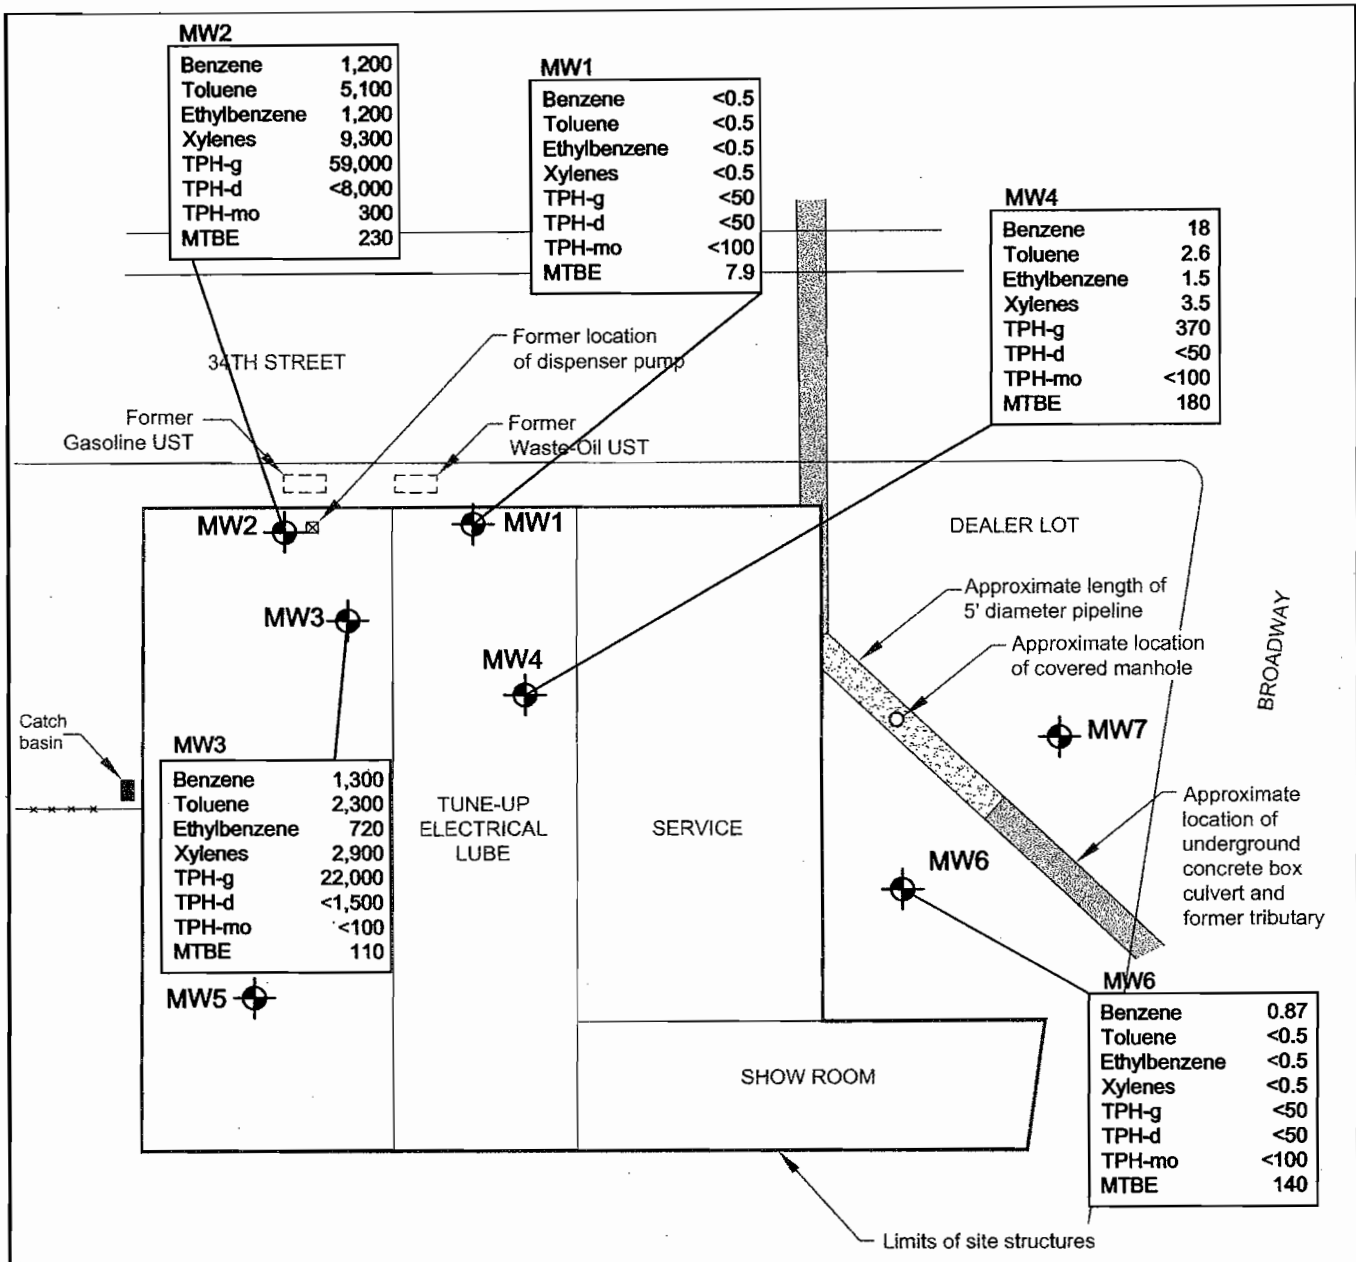 MW2
Benzene 1,200
Toluene 5,100
Ethylbenzene 1,200
Xylenes 9,300
TPH-g 59,000
TPH-d <8,000
TPH-mo 300
MTBE 230
MW1
Benzene <0.5
Toluene <0.5
Ethylbenzene <0.5
Xylenes <0.5
TPH-g <50
TPH-d <50
TPH-mo <100
MTBE 7.9
MW4
Benzene 18
Toluene 2.6
Ethylbenzene 1.5
Xylenes 3.5
TPH-g 370
TPH-d <50
TPH-mo <100
MTBE 180
34TH STREET
Former location
of dispenser pump
Former
Gasoline UST
Former
Waste-Oil UST
MW2
MW1
DEALER LOT
Approximate length of
5' diameter pipeline
MW3
Approximate location
of covered manhole
BROADWAY
MW4
MW7
Catch
basin
MW3
Benzene 1,300
Toluene 2,300
Ethylbenzene 720
Xylenes 2,900
TPH-g 22,000
TPH-d <1,500
TPH-mo <100
MTBE 110
TUNE-UP
ELECTRICAL
LUBE
SERVICE
Approximate
location of
underground
concrete box
culvert and
former tributary
MW6
MW5
MW6
Benzene 0.87
Toluene <0.5
Ethylbenzene <0.5
Xylenes <0.5
TPH-g <50
TPH-d <50
TPH-mo <100
MTBE 140
SHOW ROOM
Limits of site structures